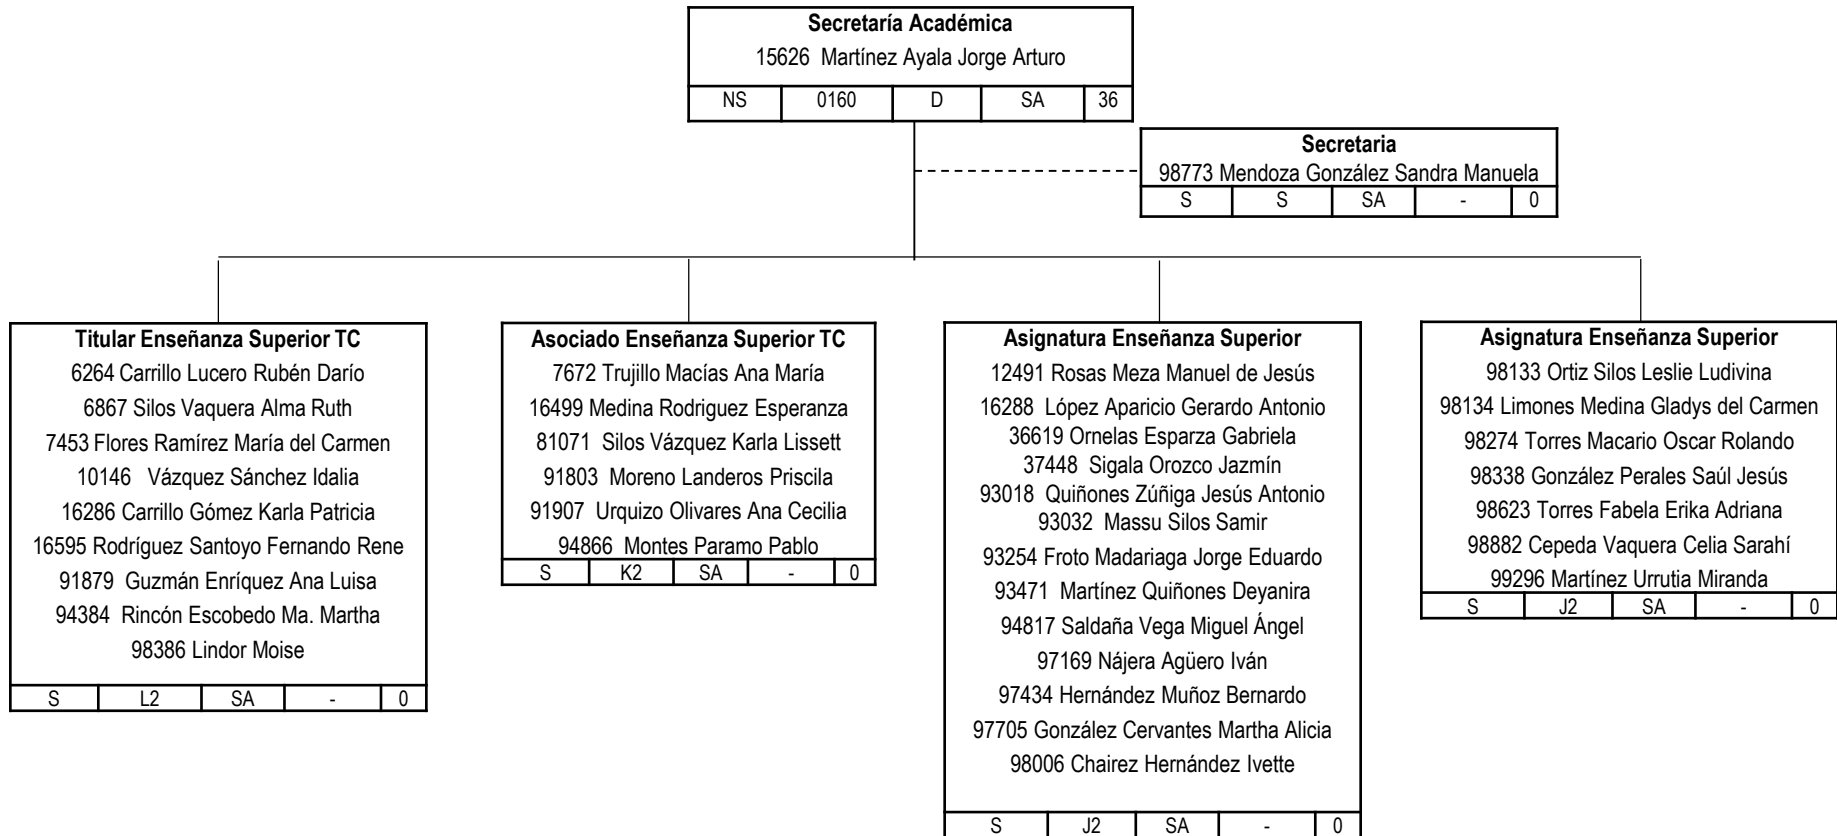 Secretaría Académica
15626 Martínez Ayala Jorge Arturo
NS 0160 D SA 36
Secretaria
98773 Mendoza González Sandra Manuela
S S SA - 0
Titular Enseñanza Superior TC
6264 Carrillo Lucero Rubén Darío
6867 Silos Vaquera Alma Ruth
7453 Flores Ramírez María del Carmen
10146 Vázquez Sánchez Idalia
16286 Carrillo Gómez Karla Patricia
16595 Rodríguez Santoyo Fernando Rene
91879 Guzmán Enríquez Ana Luisa
94384 Rincón Escobedo Ma. Martha
98386 Lindor Moise
S L2 SA - 0
Asociado Enseñanza Superior TC
7672 Trujillo Macías Ana María
16499 Medina Rodriguez Esperanza
81071 Silos Vázquez Karla Lissett
91803 Moreno Landeros Priscila
91907 Urquizo Olivares Ana Cecilia
94866 Montes Paramo Pablo
S K2 SA - 0
Asignatura Enseñanza Superior
12491 Rosas Meza Manuel de Jesús
16288 López Aparicio Gerardo Antonio
36619 Ornelas Esparza Gabriela
37448 Sigala Orozco Jazmín
93018 Quiñones Zúñiga Jesús Antonio
93032 Massu Silos Samir
93254 Froto Madariaga Jorge Eduardo
93471 Martínez Quiñones Deyanira
94817 Saldaña Vega Miguel Ángel
97169 Nájera Agüero Iván
97434 Hernández Muñoz Bernardo
97705 González Cervantes Martha Alicia
98006 Chairez Hernández Ivette
S J2 SA - 0
Asignatura Enseñanza Superior
98133 Ortiz Silos Leslie Ludivina
98134 Limones Medina Gladys del Carmen
98274 Torres Macario Oscar Rolando
98338 González Perales Saúl Jesús
98623 Torres Fabela Erika Adriana
98882 Cepeda Vaquera Celia Sarahí
99296 Martínez Urrutia Miranda
S J2 SA - 0